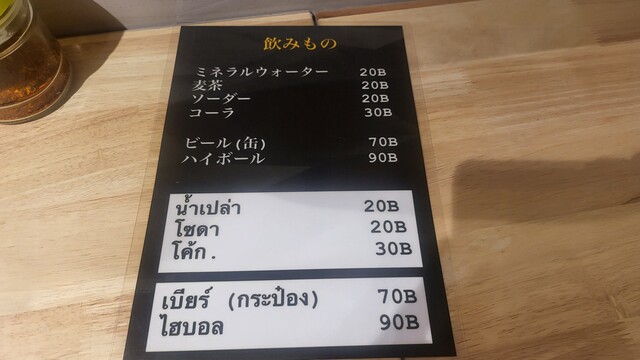 飲みもの
ミネラルウォーター 20B
麦茶 20B
ソーダー 20B
コーラ 30B
ビール(缶) 70B
ハイボール 90B
น้ำเปล่า 20B
โซดา 20B
โค้ก. 30B
เบียร์ (กระป๋อง) 70B
ไฮบอล 90B